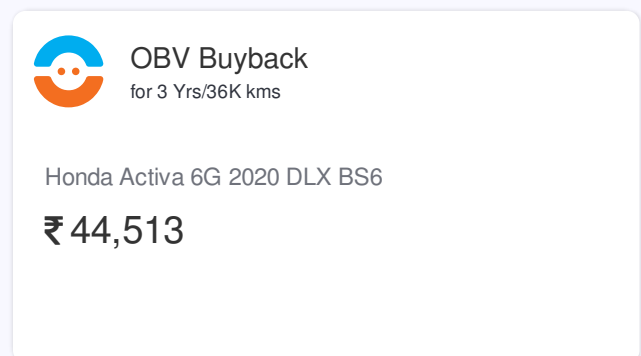 OBV Buyback
for 3 Yrs/36K kms
Honda Activa 6G 2020 DLX BS6
₹ 44,513